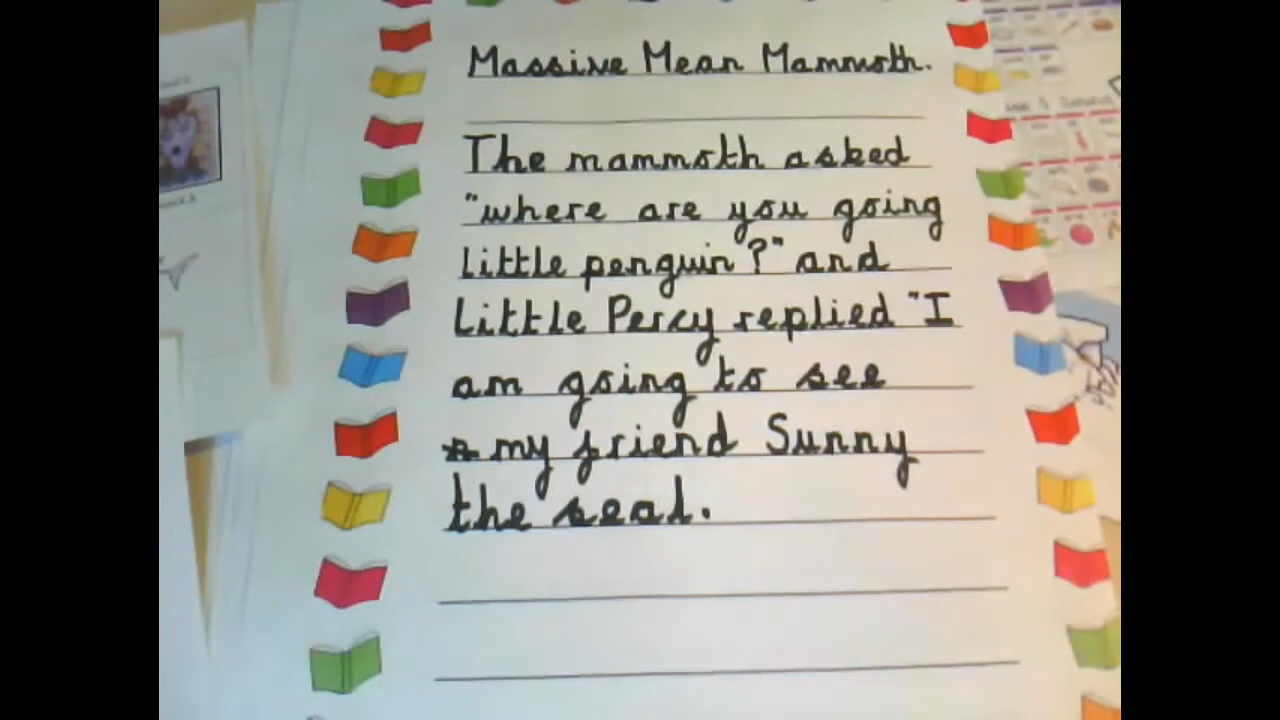 Massive Mean Mammoth.
The mammoth asked
"where are you going
little penguin?" and
Little Percy replied "I
am going to see
my friend Sunny
the seal.